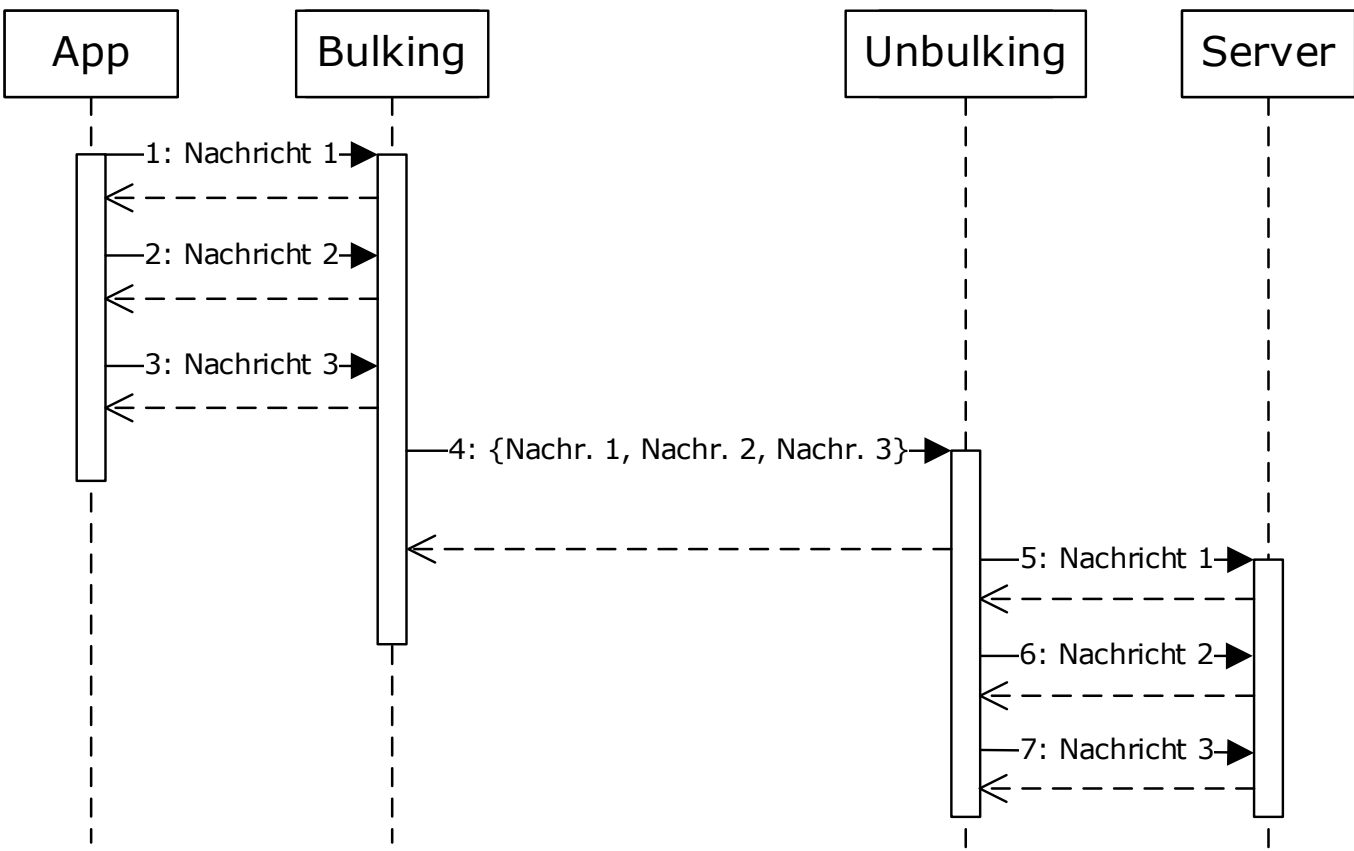 App
Bulking
Unbulking
Server
1: Nachricht 1
2: Nachricht 2
3: Nachricht 3
4: {Nachr. 1, Nachr. 2, Nachr. 3}
5: Nachricht 1
6: Nachricht 2
7: Nachricht 3